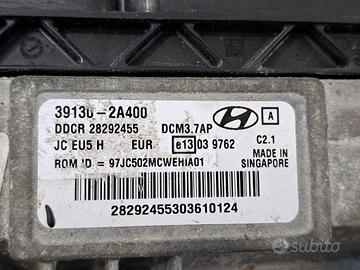 39130-2A400
DDCR 28292455 DCM3.7AP A
JC EU5 H EUR e13 03 9762 C2.1
ROM ID = 97JC502MCWEHIA01 MADE IN
SINGAPORE
28292455303610124
subito